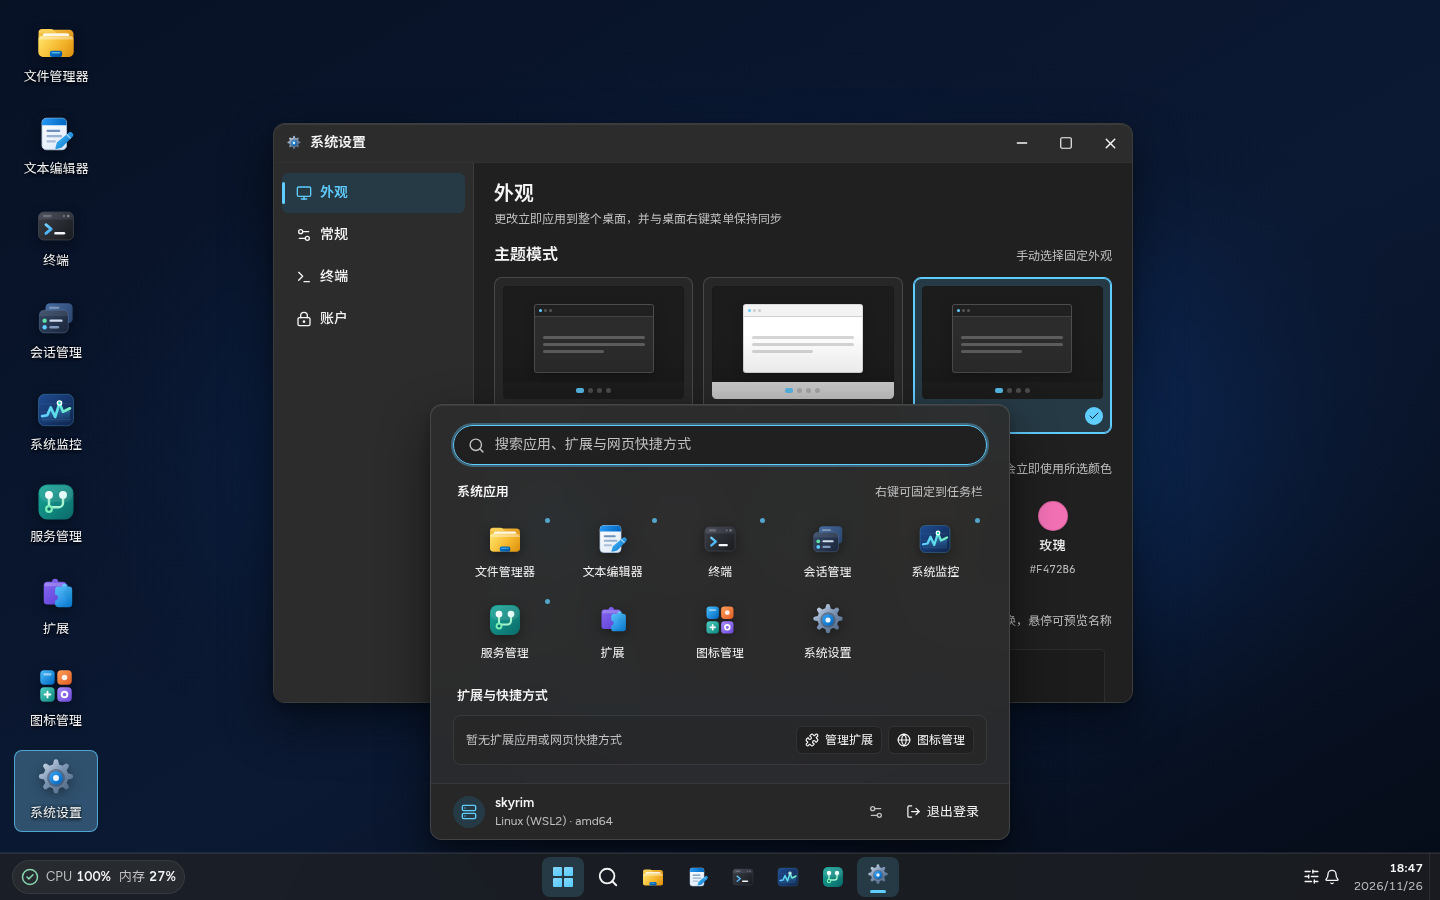 文件管理器
文本编辑器
终端
会话管理
系统监控
服务管理
扩展
图标管理
系统设置
系统设置
外观
常规
终端
账户
外观
更改立即应用到整个桌面，并与桌面右键菜单保持同步
主题模式
手动选择固定外观
立即使用所选颜色
玫瑰
#F472B6
，悬停可预览名称
搜索应用、扩展与网页快捷方式
系统应用
右键可固定到任务栏
文件管理器
文本编辑器
终端
会话管理
系统监控
服务管理
扩展
图标管理
系统设置
扩展与快捷方式
暂无扩展应用或网页快捷方式
管理扩展
图标管理
skyrim
Linux (WSL2) · amd64
退出登录
CPU 100% 内存 27%
18:47
2026/11/26